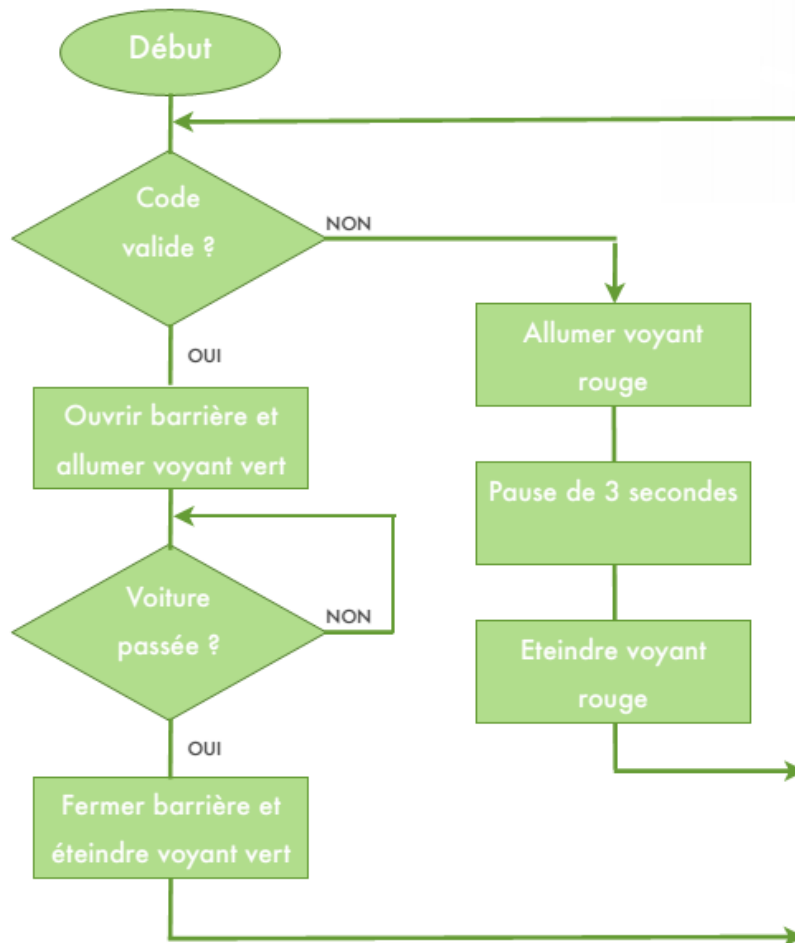 Début
Code
valide ?
NON
OUI
Ouvrir barrière et
allumer voyant vert
Voiture
passée ?
NON
OUI
Fermer barrière et
éteindre voyant vert
Allumer voyant
rouge
Pause de 3 secondes
Eteindre voyant
rouge